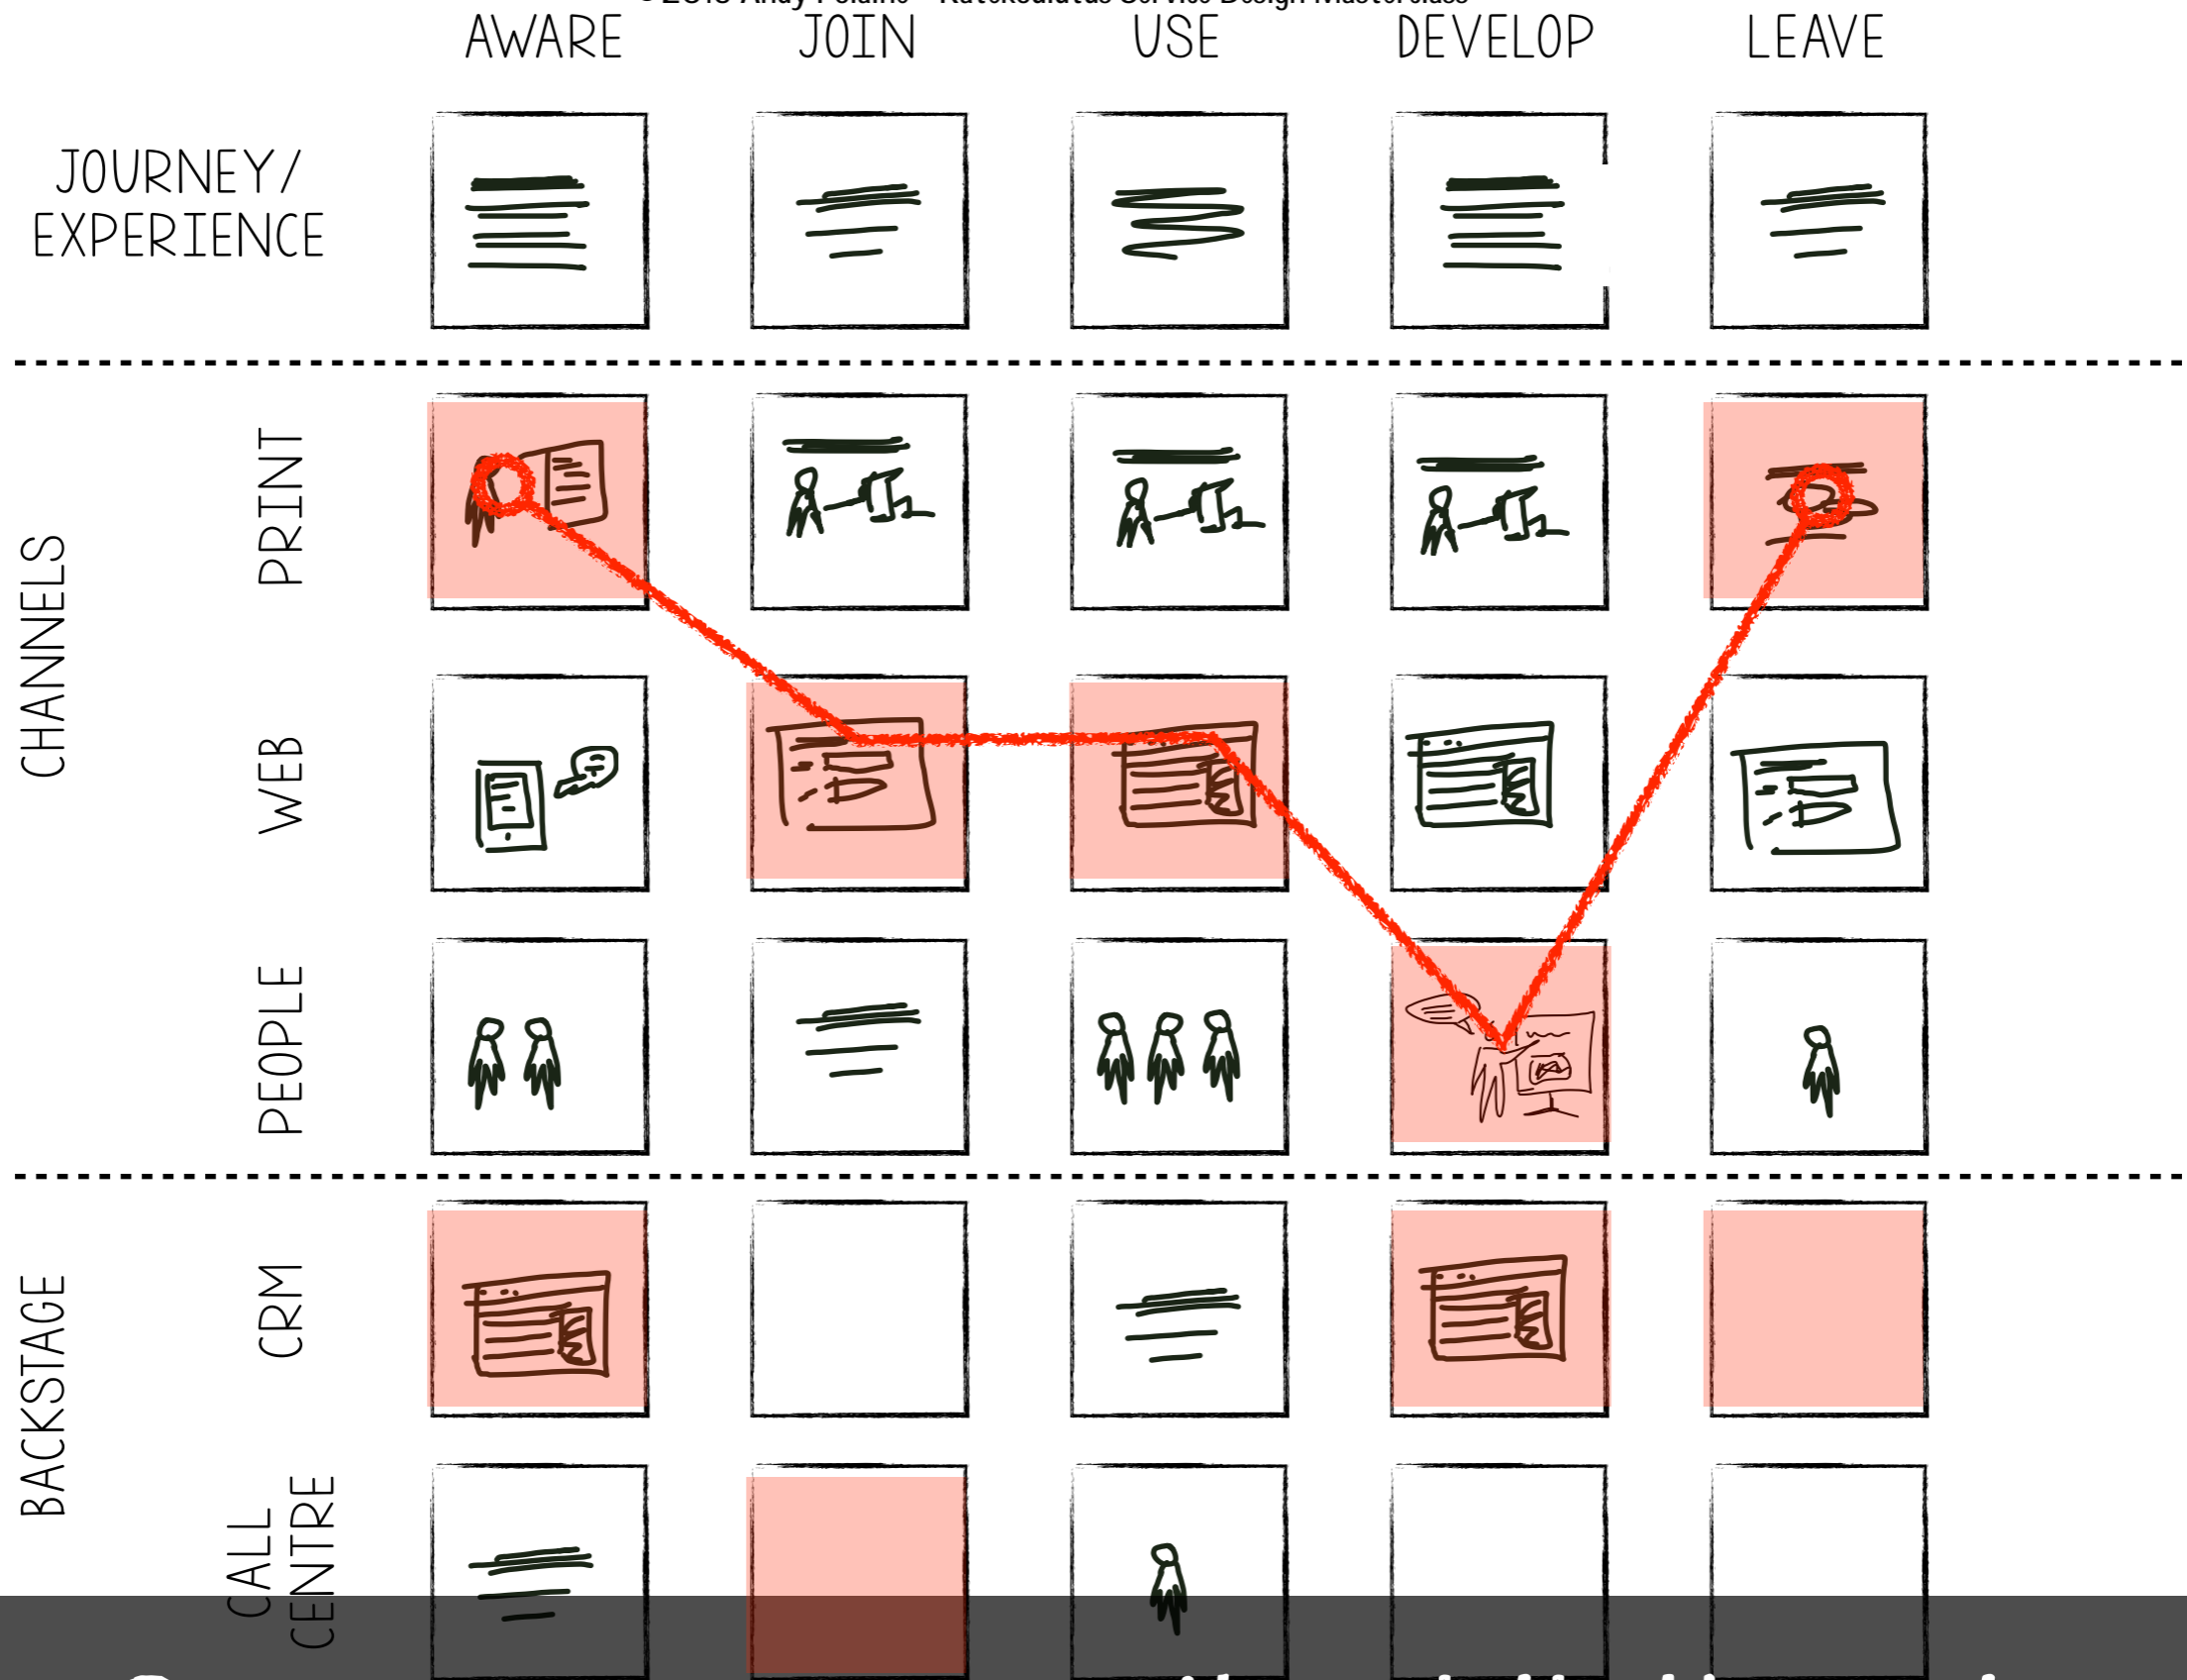 AWARE JOIN USE DEVELOP LEAVE
JOURNEY/
EXPERIENCE
CHANNELS
PRINT
WEB
PEOPLE
BACKSTAGE
CRM
CALL
CENTRE